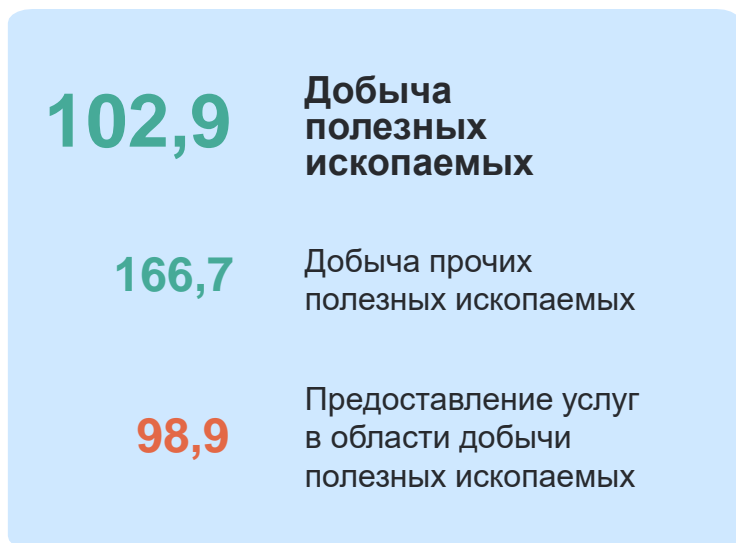 102,9
Добыча
полезных
ископаемых
166,7
Добыча прочих
полезных ископаемых
98,9
Предоставление услуг
в области добычи
полезных ископаемых